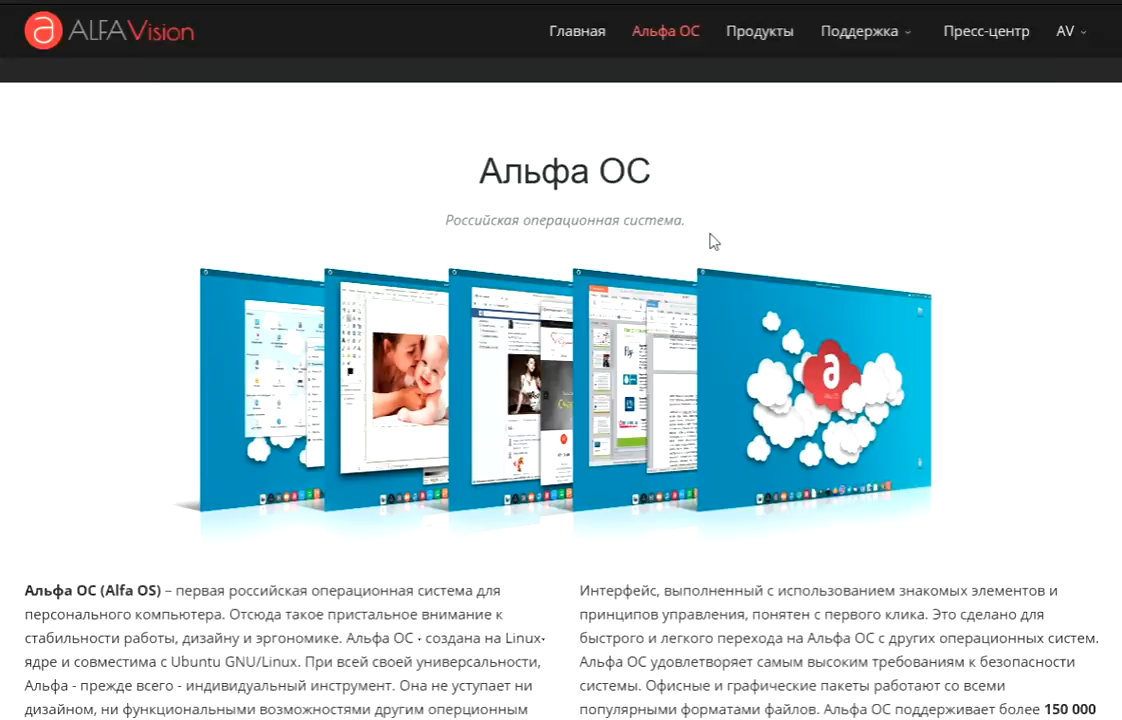 a ALFAVision
Главная Альфа ОС Продукты Поддержка Пресс-центр AV
Альфа ОС
Российская операционная система.
a
Альфа ОС (Alfa OS) – первая российская операционная система для
персонального компьютера. Отсюда такое пристальное внимание к
стабильности работы, дизайну и эргономике. Альфа ОС - создана на Linux-
ядре и совместима с Ubuntu GNU/Linux. При всей своей универсальности,
Альфа - прежде всего - индивидуальный инструмент. Она не уступает ни
дизайном, ни функциональными возможностями другим оперционным
Интерфейс, выполненный с использованием знакомых элементов и
принципов управления, понятен с первого клика. Это сделано для
быстрого и легкого перехода на Альфа ОС с других операционных систем.
Альфа ОС удовлетворяет самым высоким требованиям к безопасности
системы. Офисные и графические пакеты работают со всеми
популярными форматами файлов. Альфа ОС поддерживает более 150 000